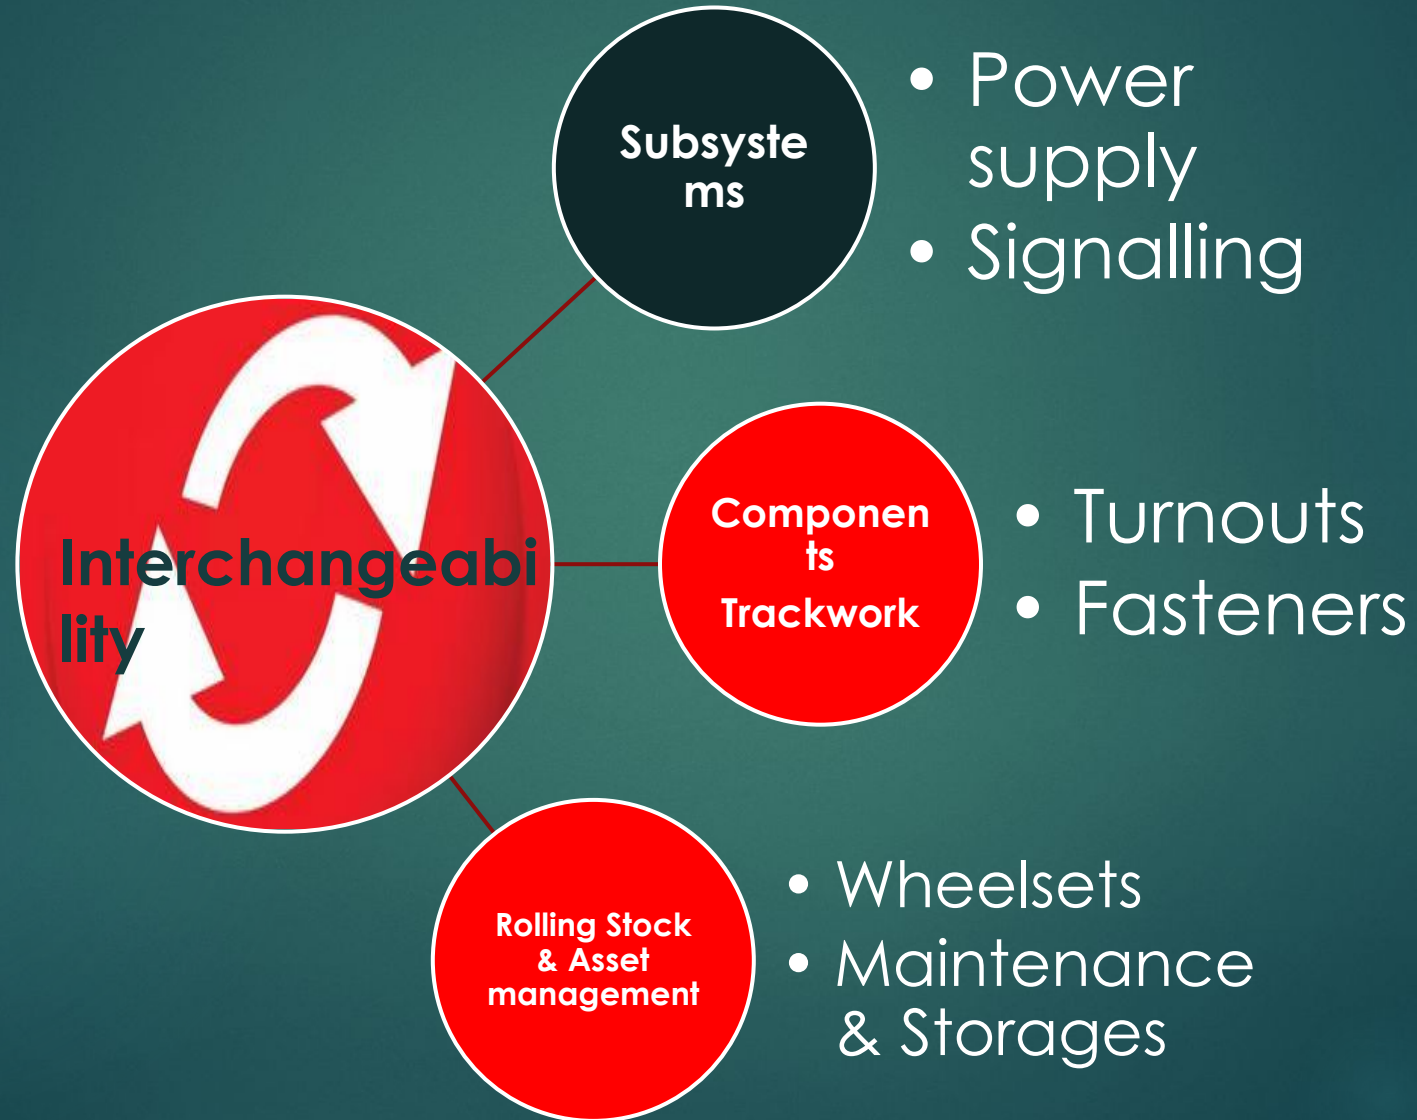 Interchangeabi
lity
Subsyste
ms
• Power
supply
• Signalling
Componen
ts
Trackwork
• Turnouts
• Fasteners
Rolling Stock
& Asset
management
• Wheelsets
• Maintenance
& Storages